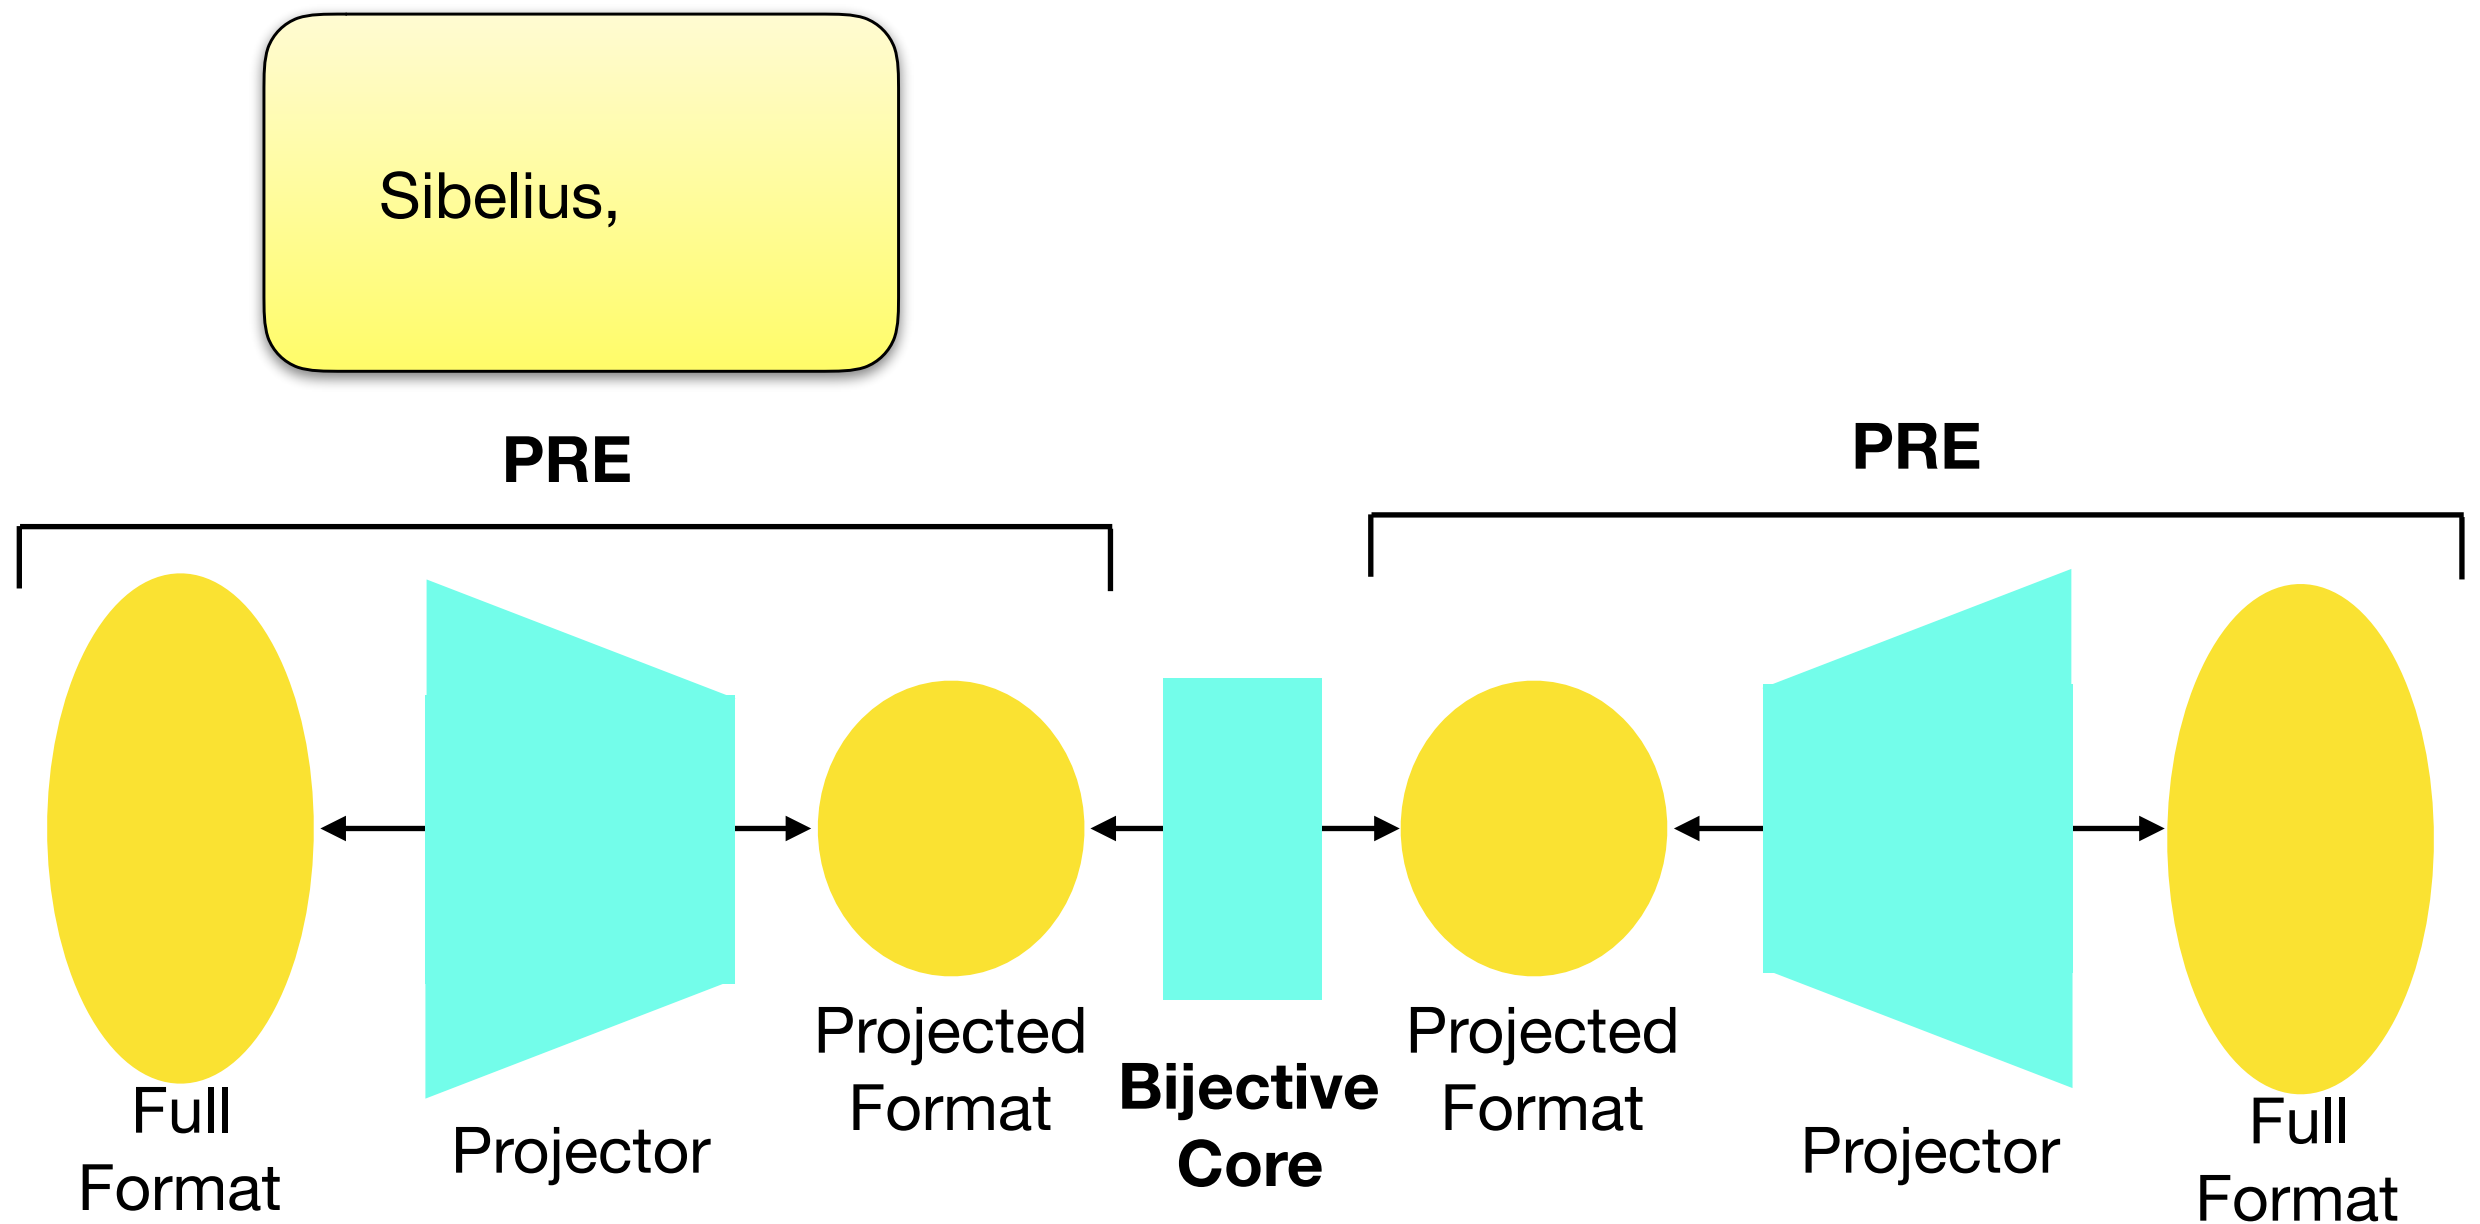 Sibelius,
PRE
PRE
Full
Format
Projector
Projected
Format
Bijective
Core
Projected
Format
Projector
Full
Format